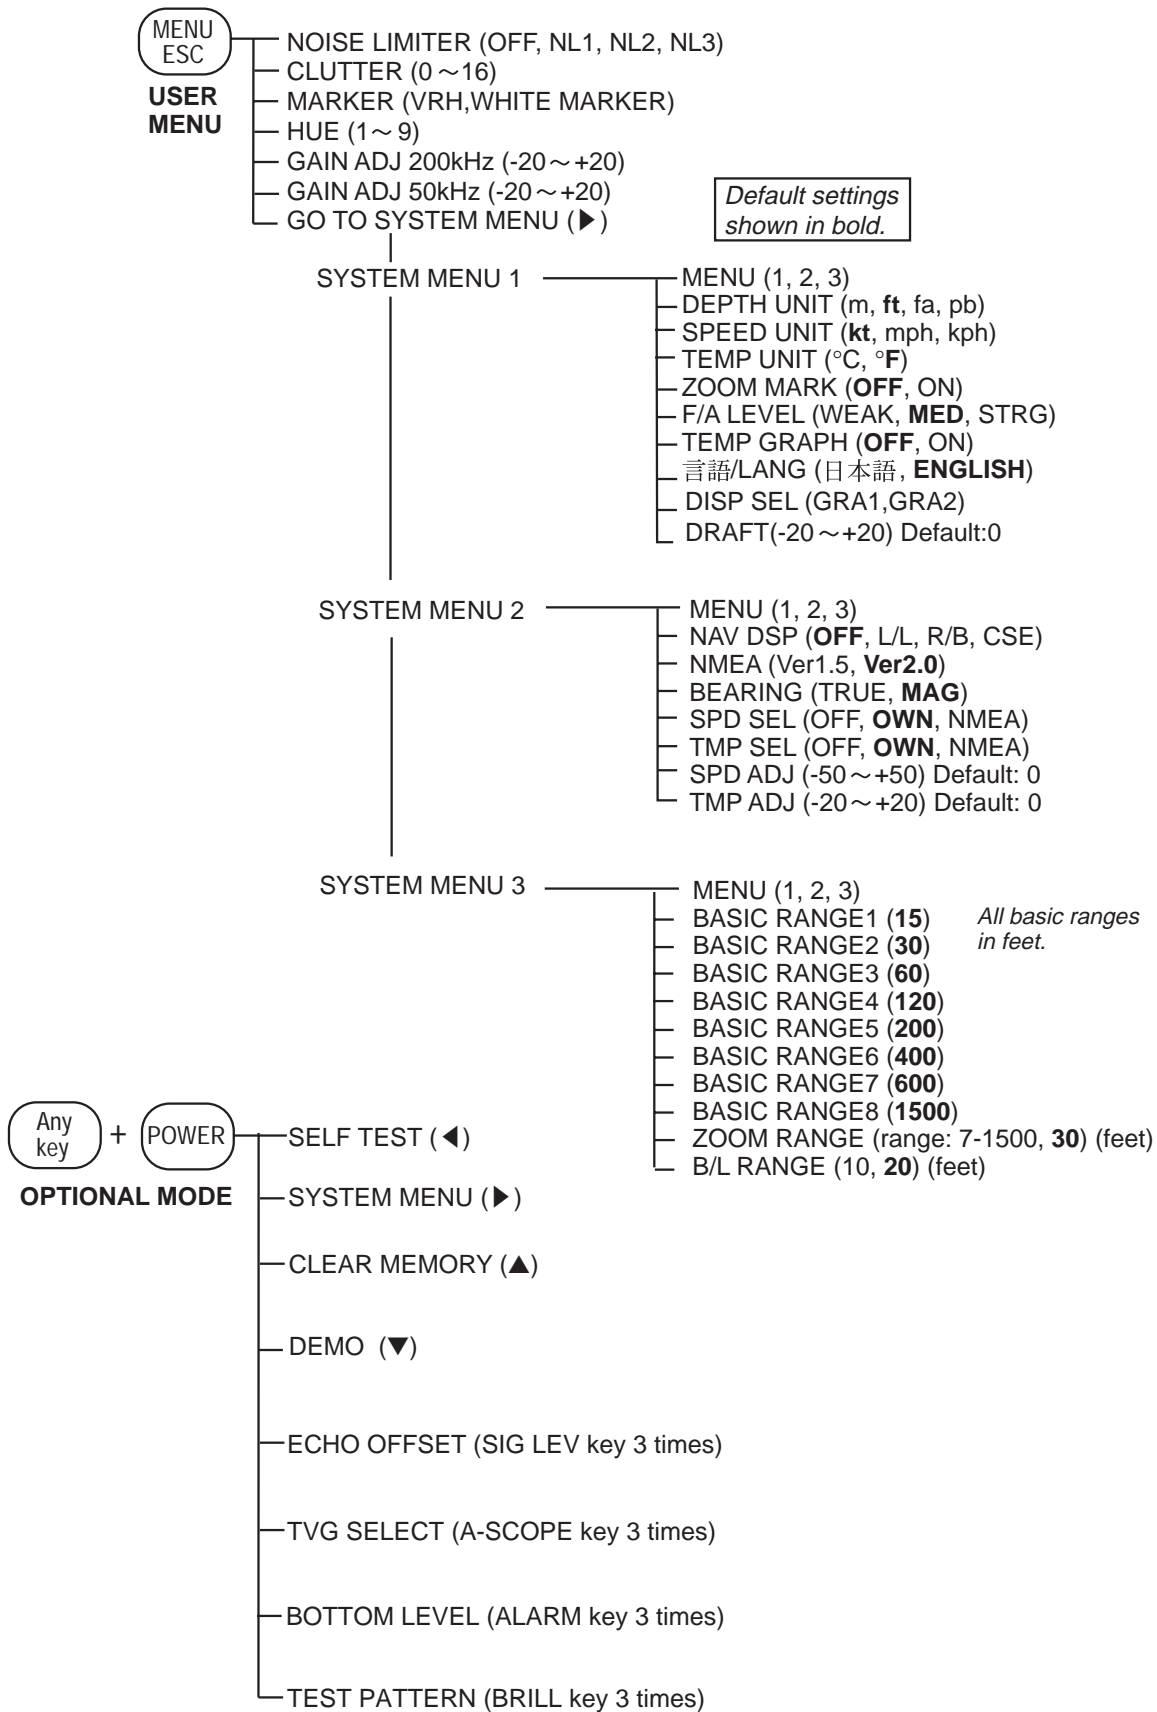 MENU
ESC
USER
MENU
NOISE LIMITER (OFF, NL1, NL2, NL3)
CLUTTER (0～16)
MARKER (VRH,WHITE MARKER)
HUE (1～9)
GAIN ADJ 200kHz (-20～+20)
GAIN ADJ 50kHz (-20～+20)
GO TO SYSTEM MENU (▶)
Default settings
shown in bold.
SYSTEM MENU 1
MENU (1, 2, 3)
DEPTH UNIT (m, ft, fa, pb)
SPEED UNIT (kt, mph, kph)
TEMP UNIT (°C, °F)
ZOOM MARK (OFF, ON)
F/A LEVEL (WEAK, MED, STRG)
TEMP GRAPH (OFF, ON)
言語/LANG (日本語, ENGLISH)
DISP SEL (GRA1,GRA2)
DRAFT(-20～+20) Default:0
SYSTEM MENU 2
MENU (1, 2, 3)
NAV DSP (OFF, L/L, R/B, CSE)
NMEA (Ver1.5, Ver2.0)
BEARING (TRUE, MAG)
SPD SEL (OFF, OWN, NMEA)
TMP SEL (OFF, OWN, NMEA)
SPD ADJ (-50～+50) Default: 0
TMP ADJ (-20～+20) Default: 0
SYSTEM MENU 3
MENU (1, 2, 3)
BASIC RANGE1 (15)
BASIC RANGE2 (30)
BASIC RANGE3 (60)
BASIC RANGE4 (120)
BASIC RANGE5 (200)
BASIC RANGE6 (400)
BASIC RANGE7 (600)
BASIC RANGE8 (1500)
ZOOM RANGE (range: 7-1500, 30) (feet)
B/L RANGE (10, 20) (feet)
All basic ranges
in feet.
Any
key
+
POWER
OPTIONAL MODE
SELF TEST (◀)
SYSTEM MENU (▶)
CLEAR MEMORY (▲)
DEMO (▼)
ECHO OFFSET (SIG LEV key 3 times)
TVG SELECT (A-SCOPE key 3 times)
BOTTOM LEVEL (ALARM key 3 times)
TEST PATTERN (BRILL key 3 times)